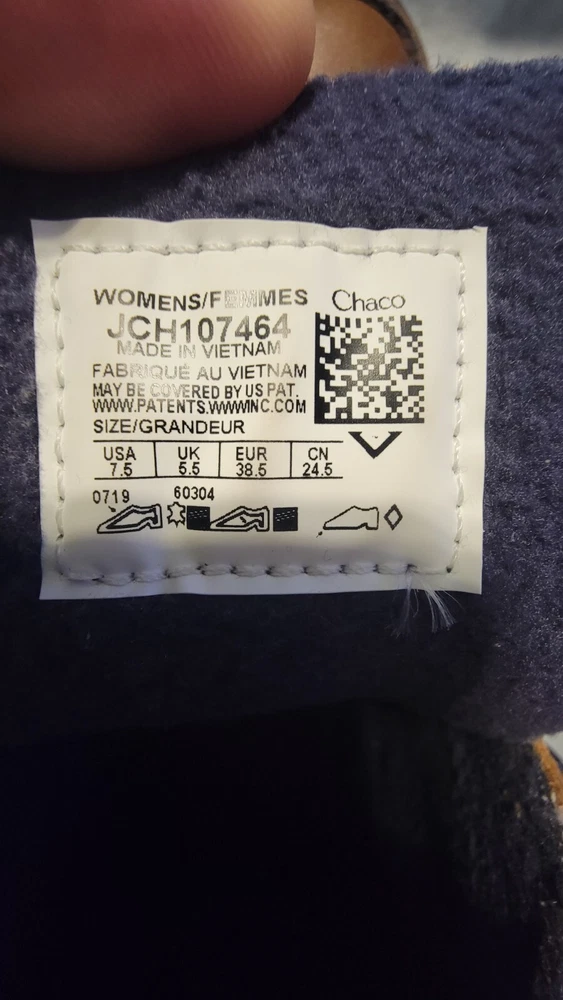 WOMENS/FEMMES
Chaco
JCH107464
MADE IN VIETNAM
FABRIQUÉ AU VIETNAM
MAY BE COVERED BY US PAT.
WWW.PATENTS.WWWINC.COM
SIZE/GRANDEUR
USA UK EUR CN
7.5 5.5 38.5 24.5
0719 60304